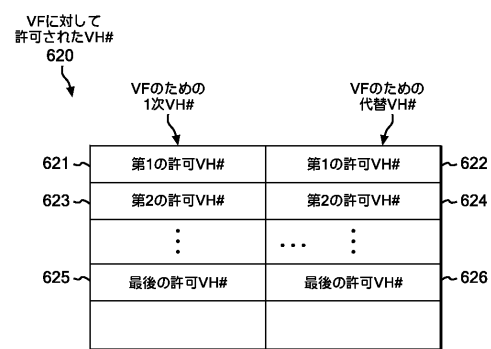 VFに対して
許可されたVH#
620
VFのための
1次VH#
VFのための
代替VH#
621 第1の許可VH# 第1の許可VH# 622
623 第2の許可VH# 第2の許可VH# 624
⋮ … ⋮
625 最後の許可VH# 最後の許可VH# 626